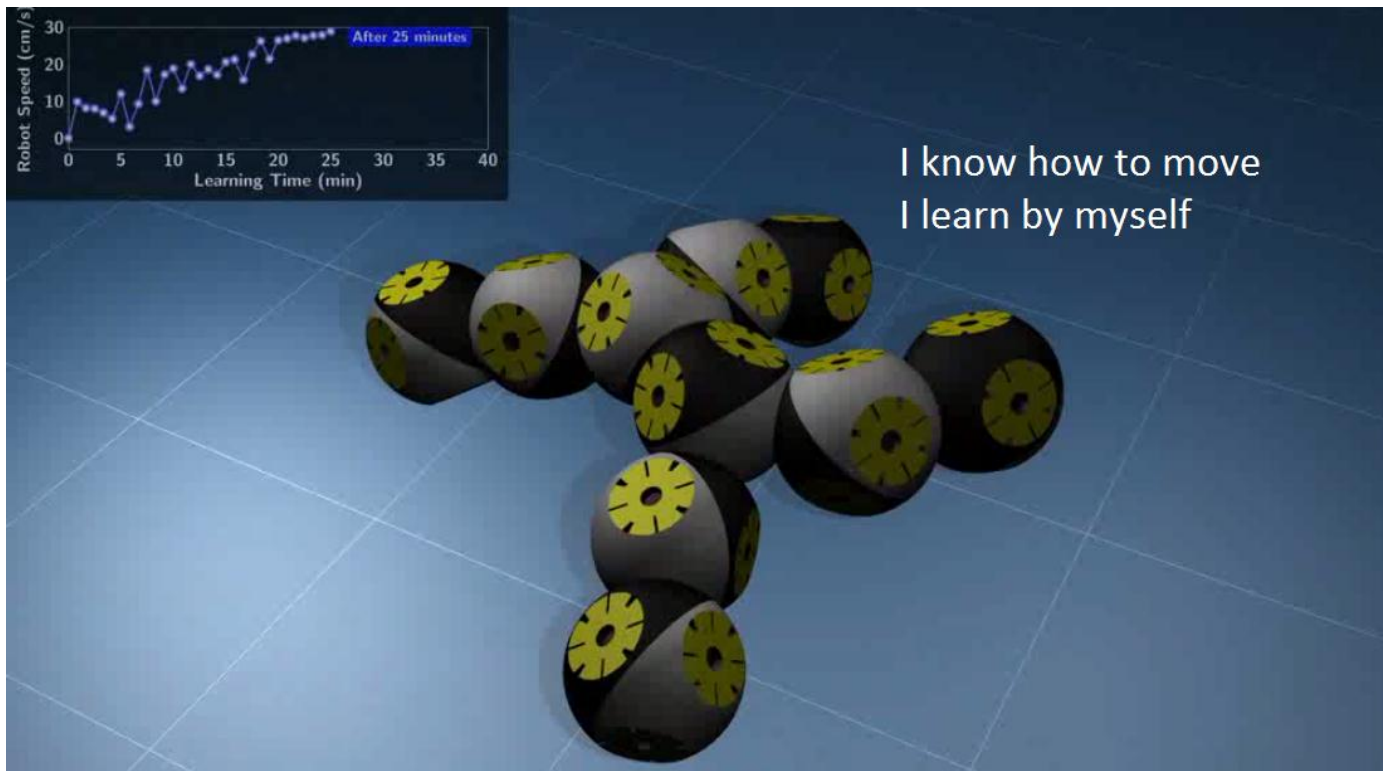 Robot Speed (cm/s)
30
20
10
0
After 25 minutes
0 5 10 15 20 25 30 35 40
Learning Time (min)
I know how to move
I learn by myself